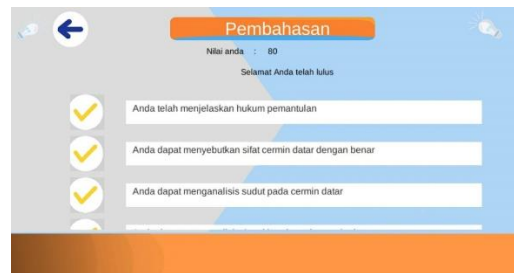 Pembahasan
Nilai anda : 80
Selamat Anda telah lulus
Anda telah menjelaskan hukum pemantulan
Anda dapat menyebutkan sifat cermin datar dengan benar
Anda dapat menganalisis sudut pada cermin datar